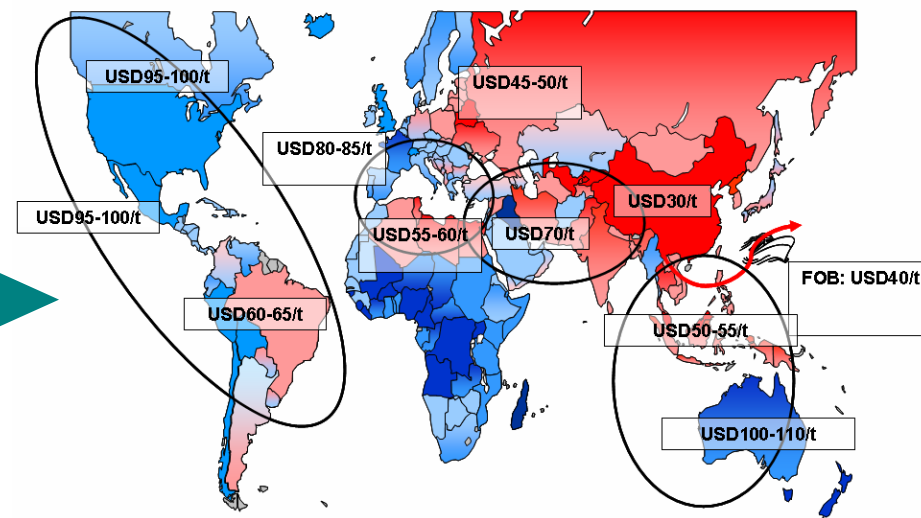 USD95-100/t
USD45-50/t
USD80-85/t
USD30/t
USD95-100/t
USD55-60/t
USD70/t
FOB: USD40/t
USD60-65/t
USD50-55/t
USD100-110/t